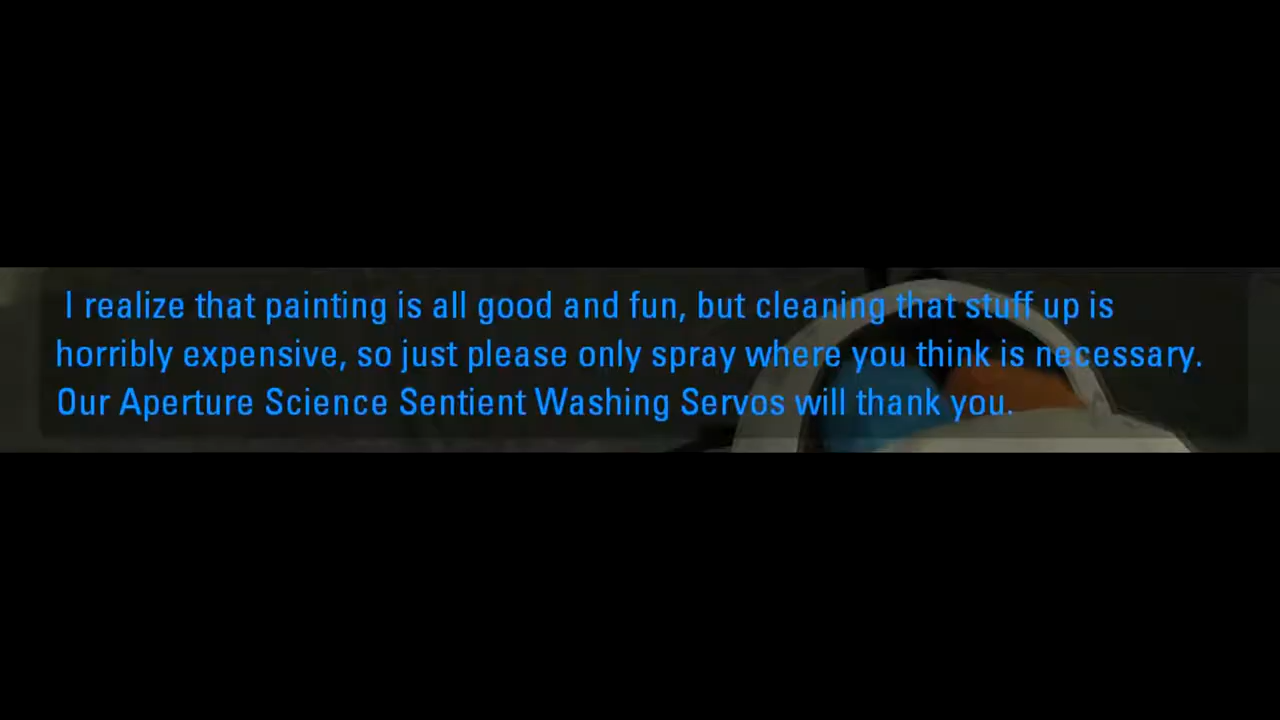 I realize that painting is all good and fun, but cleaning that stuff up is
horribly expensive, so just please only spray where you think is necessary.
Our Aperture Science Sentient Washing Servos will thank you.